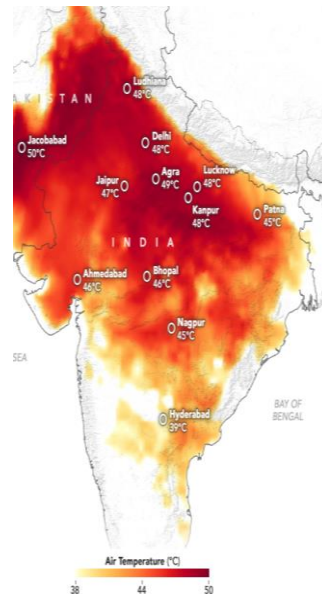 Ludhiana
48°C
AKISTAN
Jacobabad
50°C
Delhi
48°C
Agra
49°C
Lucknow
48°C
Jaipur
47°C
Kanpur
48°C
Patna
45°C
INDIA
Ahmedabad
46°C
Bhopal
46°C
Nagpur
45°C
SEA
BAY OF
BENGAL
Hyderabad
39°C
Air Temperature (°C)
38 44 50